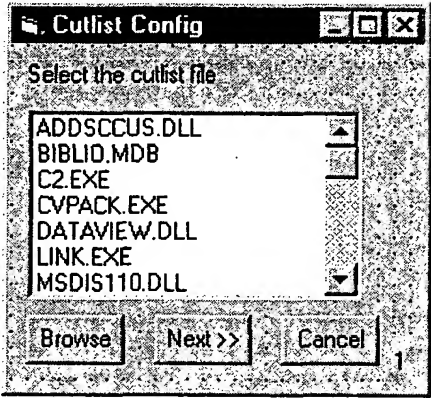 Cutlist Config
Select the cutlist file
ADDSCCUS.DLL
BIBLIO.MDB
C2.EXE
CVPACK.EXE
DATAVIEW.DLL
LINK.EXE
MSDIS110.DLL
Browse Next >> Cancel 1